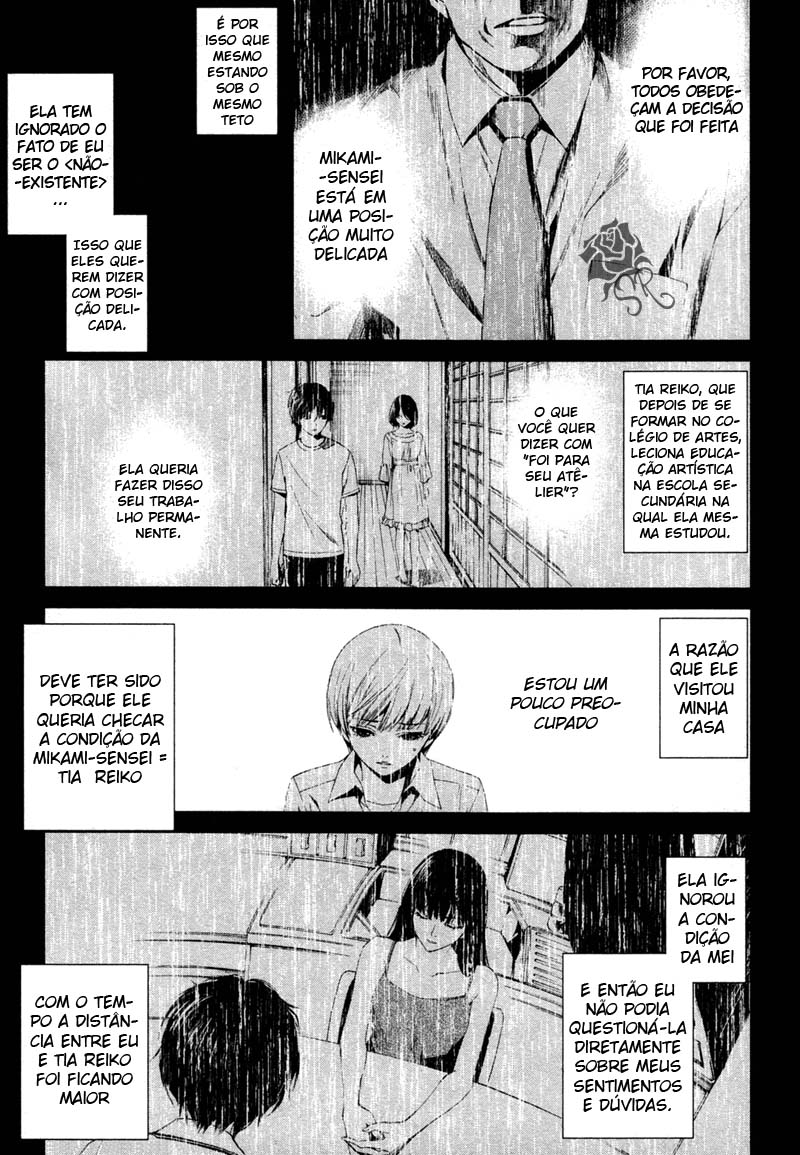 POR FAVOR,
TODOS OBEDE-
ÇAM A DECISÃO
QUE FOI FEITA
MIKAMI-
-SENSEI
ESTÁ EM
UMA POSI-
ÇÃO MUITO
DELICADA
SR
É POR
ISSO QUE
MESMO
ESTANDO
SOB O
MESMO
TETO
ELA TEM
IGNORADO O
FATO DE EU
SER O <NÃO-
-EXISTENTE>
...
ISSO QUE
ELES QUE-
REM DIZER
COM POSI-
ÇÃO DELI-
CADA.
TIA REIKO, QUE
DEPOIS DE SE
FORMAR NO CO-
LÉGIO DE ARTES,
LECIONA EDUCA-
ÇÃO ARTÍSTICA
NA ESCOLA SE-
CUNDÁRIA NA
QUAL ELA MES-
MA ESTUDOU.
O QUE
VOCÊ QUER
DIZER COM
"FOI PARA
SEU ATÊ-
LIER"?
ELA QUERIA
FAZER DISSO
SEU TRABA-
LHO PERMA-
NENTE.
A RAZÃO
QUE ELE
VISITOU
MINHA
CASA
ESTOU UM
POUCO PREO-
CUPADO
DEVE TER SIDO
PORQUE ELE
QUERIA CHECAR
A CONDIÇÃO DA
MIKAMI-SENSEI =
TIA REIKO
ELA IG-
NOROU
A CON-
DIÇÃO
DA MEI
E ENTÃO EU
NÃO PODIA
QUESTIONÁ-LA
DIRETAMENTE
SOBRE MEUS
SENTIMENTOS
E DÚVIDAS.
COM O TEM-
PO A DISTÂN-
CIA ENTRE EU
E TIA REIKO
FOI FICANDO
MAIOR